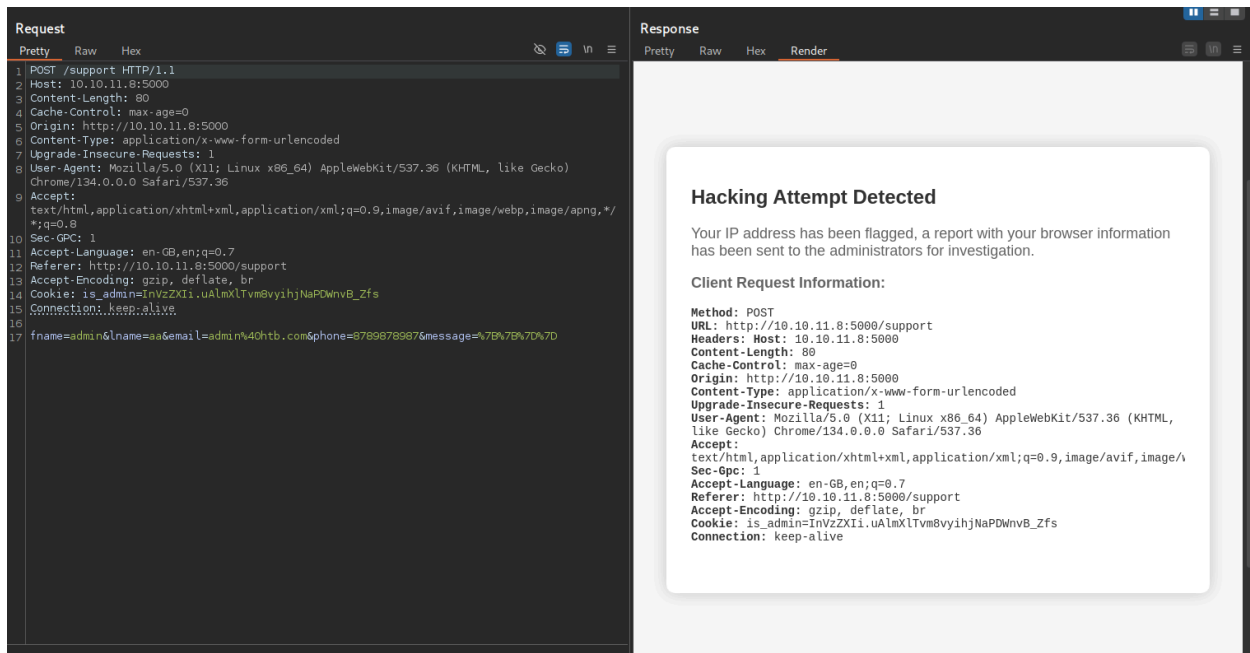 Request
Pretty Raw Hex
\n
1 POST /support HTTP/1.1
2 Host: 10.10.11.8:5000
3 Content-Length: 80
4 Cache-Control: max-age=0
5 Origin: http://10.10.11.8:5000
6 Content-Type: application/x-www-form-urlencoded
7 Upgrade-Insecure-Requests: 1
8 User-Agent: Mozilla/5.0 (X11; Linux x86_64) AppleWebKit/537.36 (KHTML, like Gecko)
Chrome/134.0.0.0 Safari/537.36
9 Accept:
text/html,application/xhtml+xml,application/xml;q=0.9,image/avif,image/webp,image/apng,*/
*;q=0.8
10 Sec-GPC: 1
11 Accept-Language: en-GB,en;q=0.7
12 Referer: http://10.10.11.8:5000/support
13 Accept-Encoding: gzip, deflate, br
14 Cookie: is_admin=InVzZXIi.uAlmXlTvm8vyihjNaPDWnvB_Zfs
15 Connection: keep-alive
16
17 fname=admin&lname=aa&email=admin%40htb.com&phone=8789878987&message=%7B%7B%7D%7D
Response
Pretty Raw Hex Render
\n
Hacking Attempt Detected
Your IP address has been flagged, a report with your browser information
has been sent to the administrators for investigation.
Client Request Information:
Method: POST
URL: http://10.10.11.8:5000/support
Headers: Host: 10.10.11.8:5000
Content-Length: 80
Cache-Control: max-age=0
Origin: http://10.10.11.8:5000
Content-Type: application/x-www-form-urlencoded
Upgrade-Insecure-Requests: 1
User-Agent: Mozilla/5.0 (X11; Linux x86_64) AppleWebKit/537.36 (KHTML,
like Gecko) Chrome/134.0.0.0 Safari/537.36
Accept:
text/html,application/xhtml+xml,application/xml;q=0.9,image/avif,image/
Sec-Gpc: 1
Accept-Language: en-GB,en;q=0.7
Referer: http://10.10.11.8:5000/support
Accept-Encoding: gzip, deflate, br
Cookie: is_admin=InVzZXIi.uAlmXlTvm8vyihjNaPDWnvB_Zfs
Connection: keep-alive